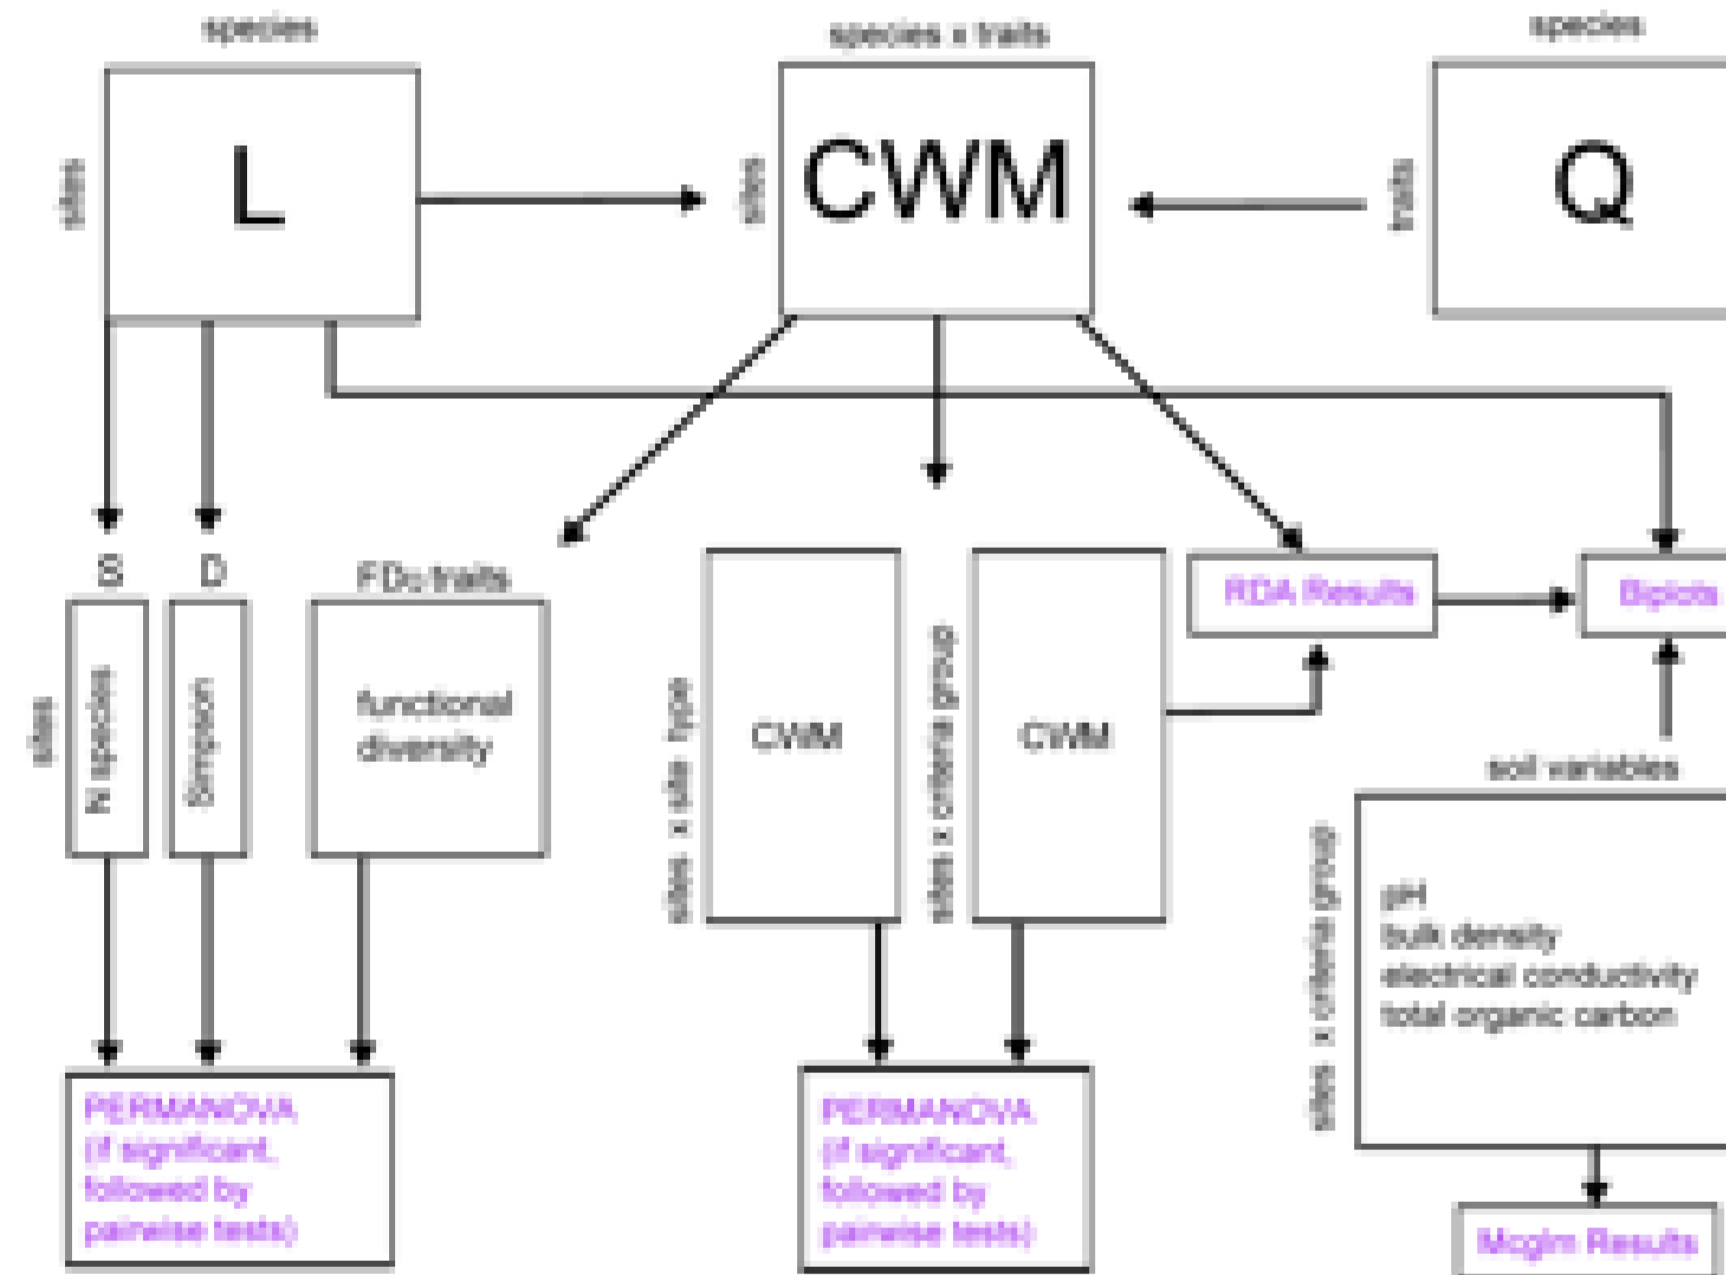 species
species x traits
species
sites
L
sites
CWM
traits
Q
S
D
FD traits
RDA Results
Biplots
sites
N species
Simpson
functional
diversity
sites x site type
CWM
sites x criteria group
CWM
soil variables
sites x criteria group
pH
bulk density
electrical conductivity
total organic carbon
PERMANOVA
(if significant,
followed by
pairwise tests)
PERMANOVA
(if significant,
followed by
pairwise tests)
Mcglm Results